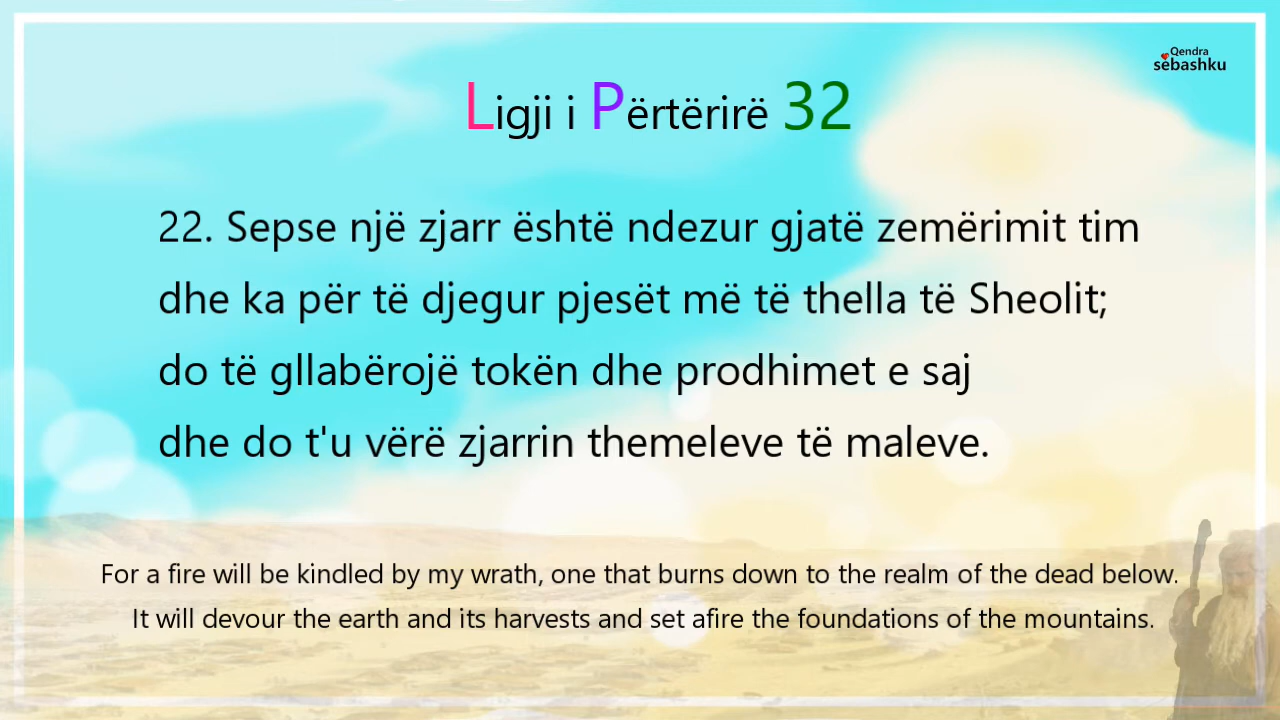 Qendra
sëbashku
Ligji i Përtërirë 32
22. Sepse një zjarr është ndezur gjatë zemërimit tim
dhe ka për të djegur pjesët më të thella të Sheolit;
do të gllabërojë tokën dhe prodhimet e saj
dhe do t'u vërë zjarrin themeleve të maleve.
For a fire will be kindled by my wrath, one that burns down to the realm of the dead below.
It will devour the earth and its harvests and set afire the foundations of the mountains.